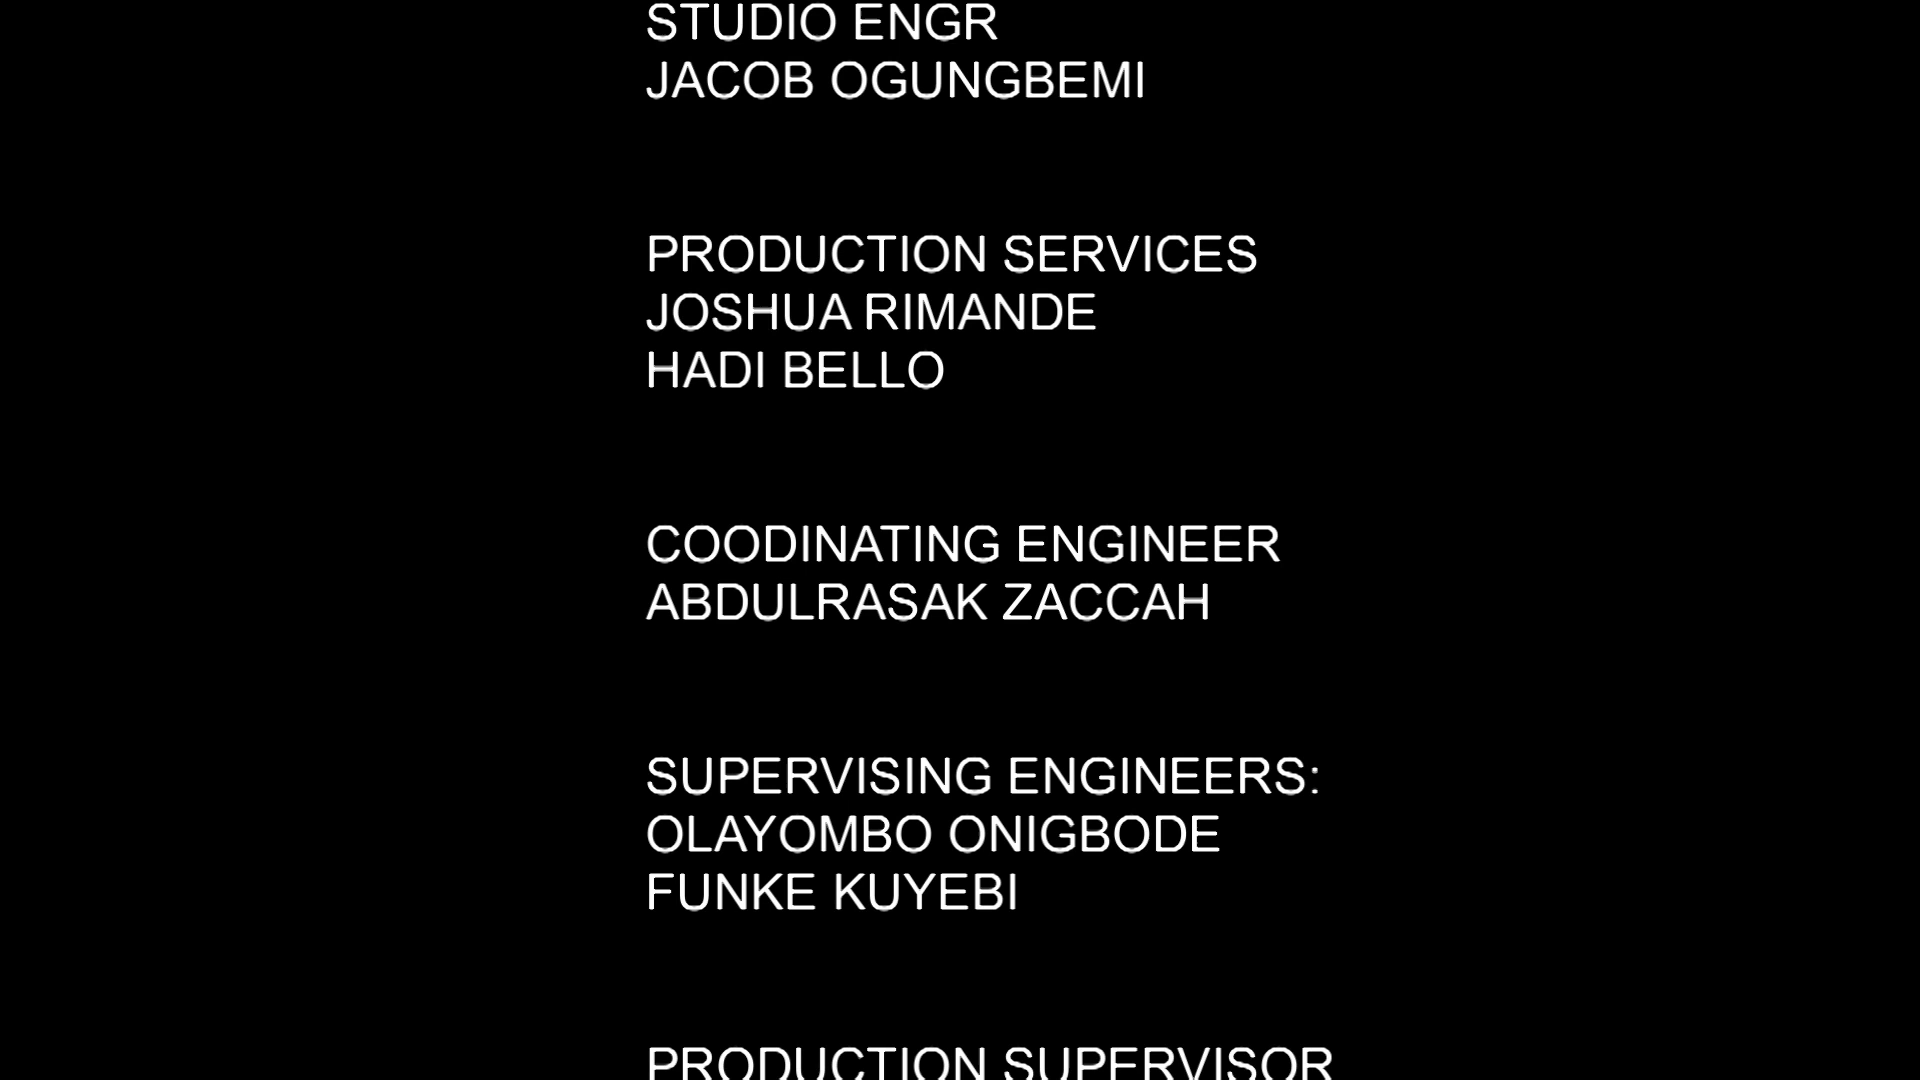 STUDIO ENGR
JACOB OGUNGBEMI
PRODUCTION SERVICES
JOSHUA RIMANDE
HADI BELLO
COODINATING ENGINEER
ABDULRASAK ZACCAH
SUPERVISING ENGINEERS:
OLAYOMBO ONIGBODE
FUNKE KUYEBI
PRODUCTION SUPERVISOR